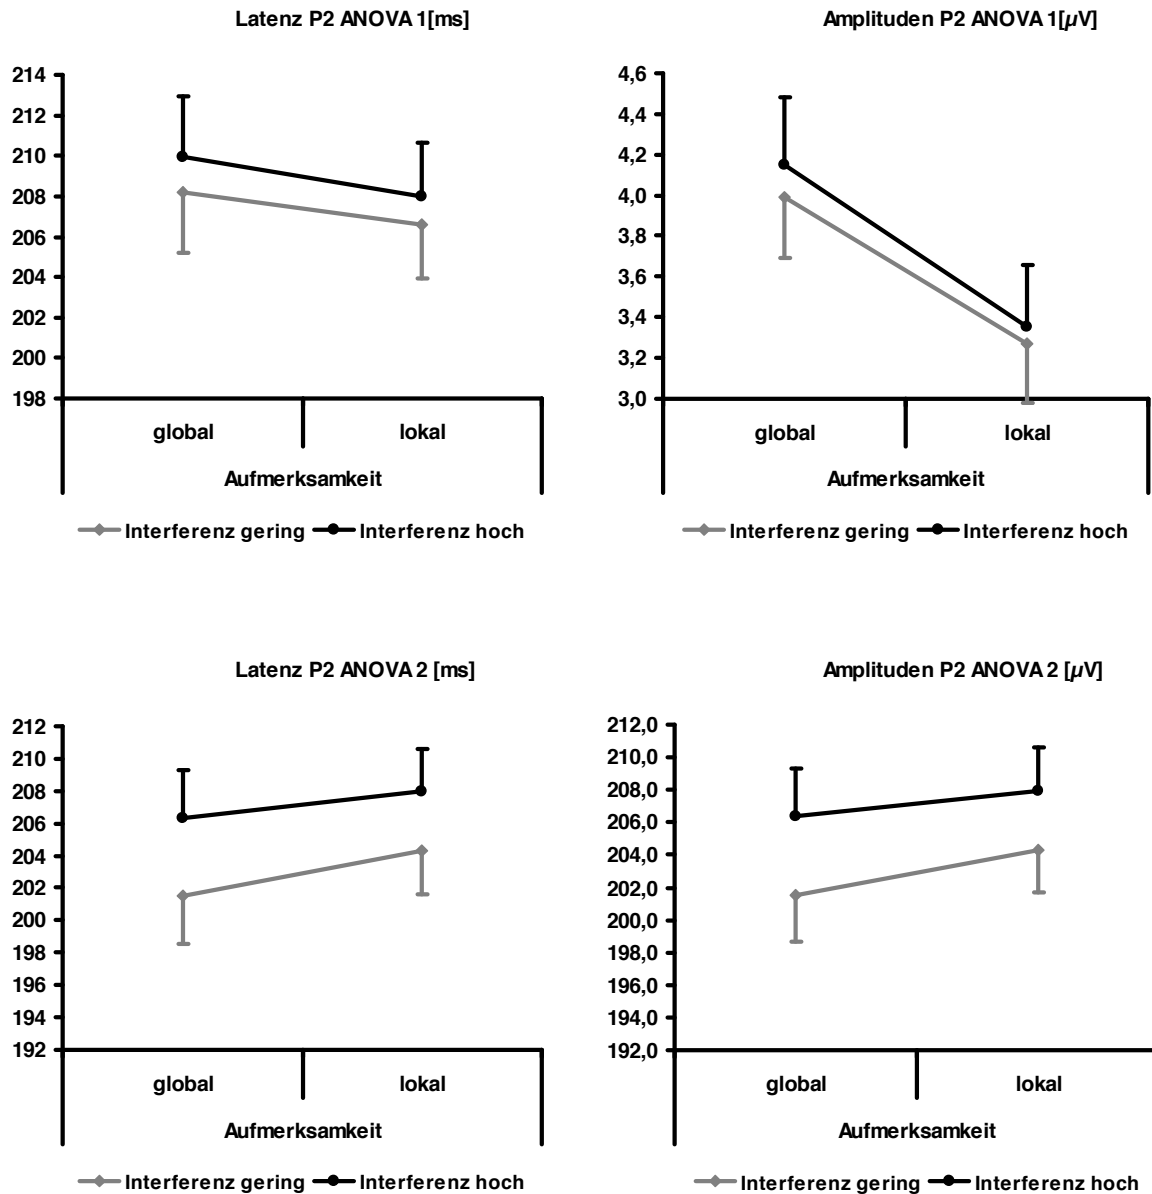 Latenz P2 ANOVA 1[ms]
214
212
210
208
206
204
202
200
198
global lokal
Aufmerksamkeit
Interferenz gering Interferenz hoch
Amplituden P2 ANOVA 1[µV]
4,6
4,4
4,2
4,0
3,8
3,6
3,4
3,2
3,0
global lokal
Aufmerksamkeit
Interferenz gering Interferenz hoch
Latenz P2 ANOVA 2 [ms]
212
210
208
206
204
202
200
198
196
194
192
global lokal
Aufmerksamkeit
Interferenz gering Interferenz hoch
Amplituden P2 ANOVA 2 [µV]
212,0
210,0
208,0
206,0
204,0
202,0
200,0
198,0
196,0
194,0
192,0
global lokal
Aufmerksamkeit
Interferenz gering Interferenz hoch